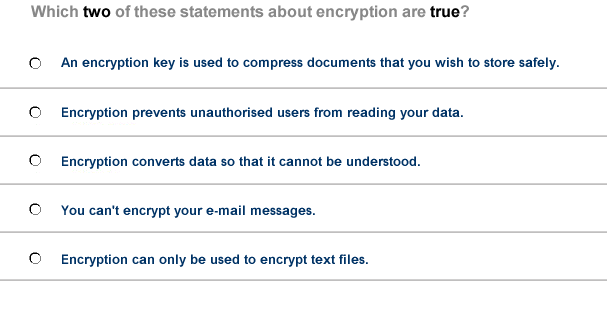 Which two of these statements about encryption are true?
An encryption key is used to compress documents that you wish to store safely.
Encryption prevents unauthorised users from reading your data.
Encryption converts data so that it cannot be understood.
You can't encrypt your e-mail messages.
Encryption can only be used to encrypt text files.